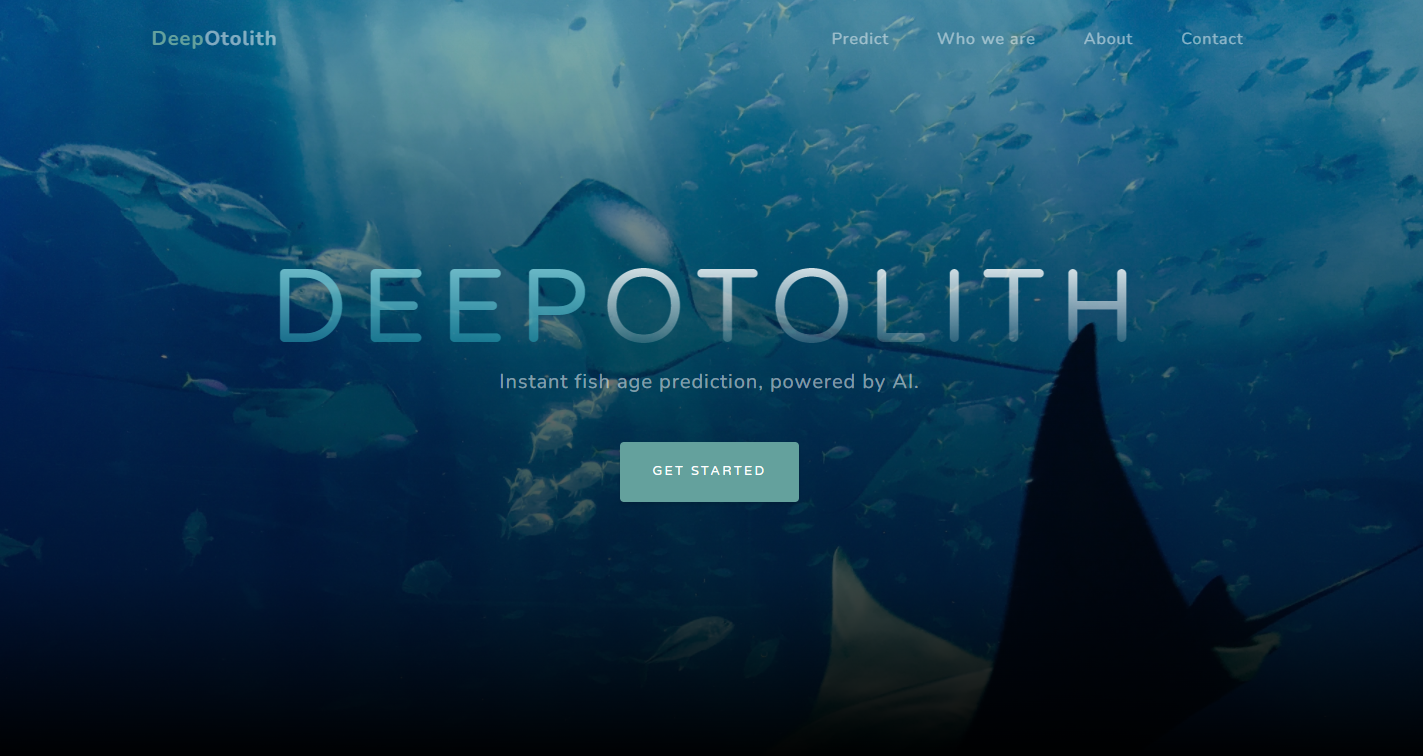 DeepOtolith
Predict
Who we are
About
Contact
DEEPOTOLITH
Instant fish age prediction, powered by AI.
GET STARTED